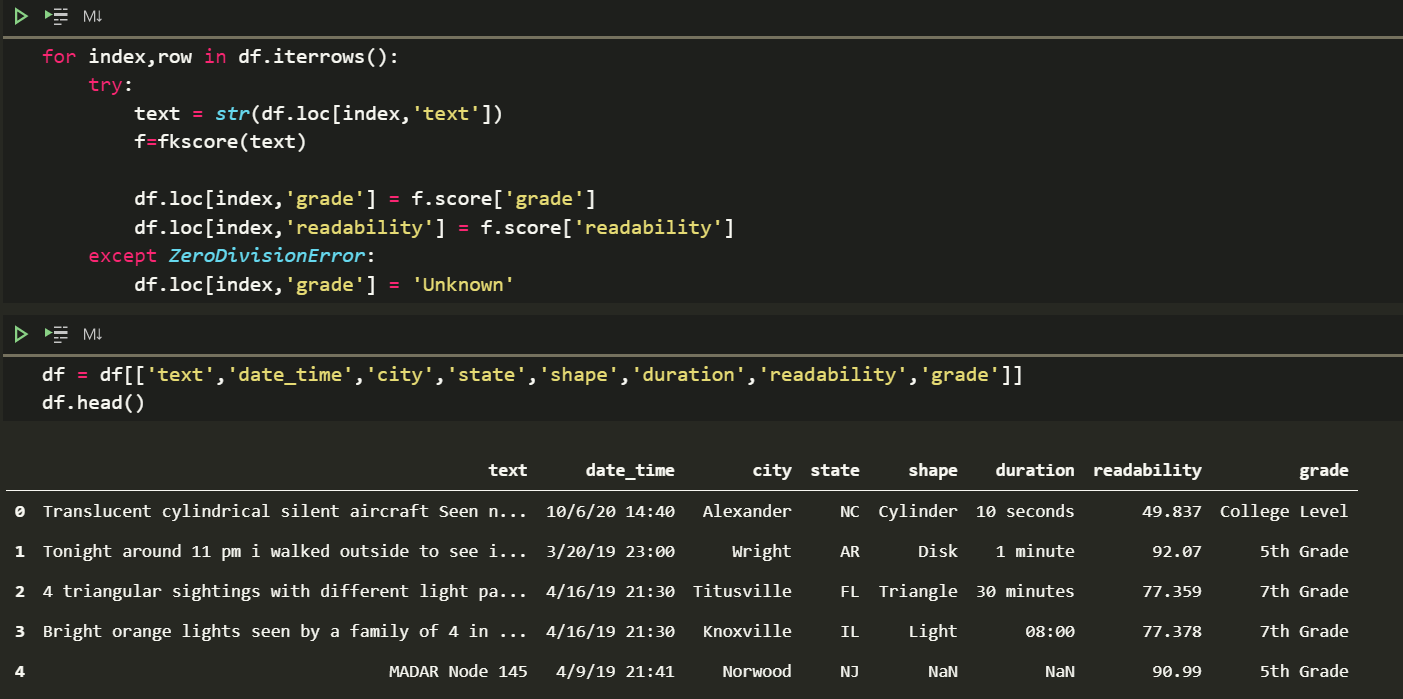 M↓
for index,row in df.iterrows():
    try:
        text = str(df.loc[index,'text'])
        f=fkscore(text)

        df.loc[index,'grade'] = f.score['grade']
        df.loc[index,'readability'] = f.score['readability']
    except ZeroDivisionError:
        df.loc[index,'grade'] = 'Unknown'
M↓
df = df[['text','date_time','city','state','shape','duration','readability','grade']]
df.head()
text date_time city state shape duration readability grade
0 Translucent cylindrical silent aircraft Seen n... 10/6/20 14:40 Alexander NC Cylinder 10 seconds 49.837 College Level
1 Tonight around 11 pm i walked outside to see i... 3/20/19 23:00 Wright AR Disk 1 minute 92.07 5th Grade
2 4 triangular sightings with different light pa... 4/16/19 21:30 Titusville FL Triangle 30 minutes 77.359 7th Grade
3 Bright orange lights seen by a family of 4 in ... 4/16/19 21:30 Knoxville IL Light 08:00 77.378 7th Grade
4 MADAR Node 145 4/9/19 21:41 Norwood NJ NaN NaN 90.99 5th Grade